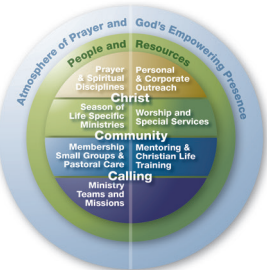 Atmosphere of Prayer and God's Empowering Presence
People and Resources
Prayer & Spiritual Disciplines
Personal & Corporate Outreach
Christ
Season of Life Specific Ministries
Worship and Special Services
Community
Membership Small Groups & Pastoral Care
Mentoring & Christian Life Training
Calling
Ministry Teams and Missions